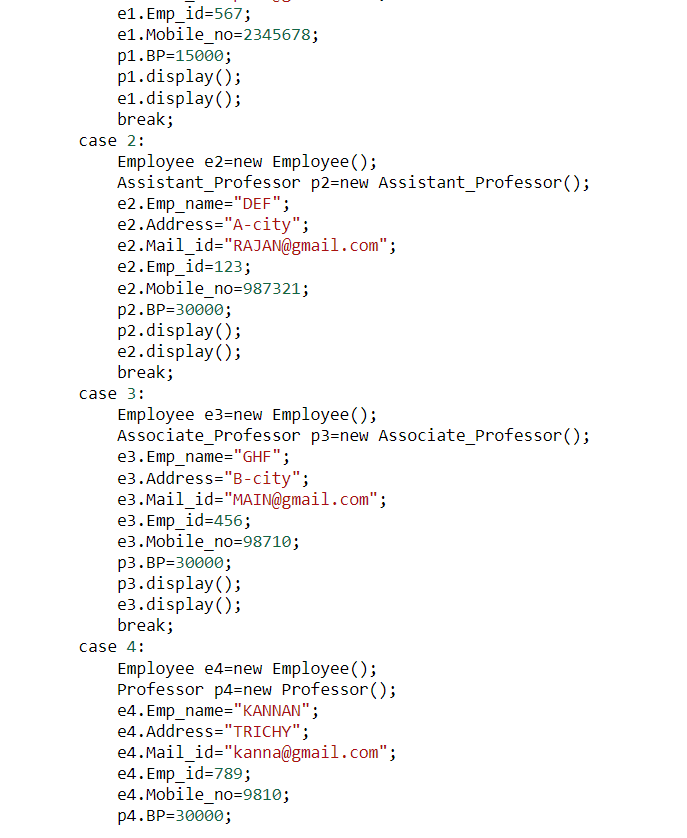 e1.Emp_id=567;
e1.Mobile_no=2345678;
p1.BP=15000;
p1.display();
e1.display();
break;
case 2:
Employee e2=new Employee();
Assistant_Professor p2=new Assistant_Professor();
e2.Emp_name="DEF";
e2.Address="A-city";
e2.Mail_id="RAJAN@gmail.com";
e2.Emp_id=123;
e2.Mobile_no=987321;
p2.BP=30000;
p2.display();
e2.display();
break;
case 3:
Employee e3=new Employee();
Associate_Professor p3=new Associate_Professor();
e3.Emp_name="GHF";
e3.Address="B-city";
e3.Mail_id="MAIN@gmail.com";
e3.Emp_id=456;
e3.Mobile_no=98710;
p3.BP=30000;
p3.display();
e3.display();
break;
case 4:
Employee e4=new Employee();
Professor p4=new Professor();
e4.Emp_name="KANNAN";
e4.Address="TRICHY";
e4.Mail_id="kanna@gmail.com";
e4.Emp_id=789;
e4.Mobile_no=9810;
p4.BP=30000;